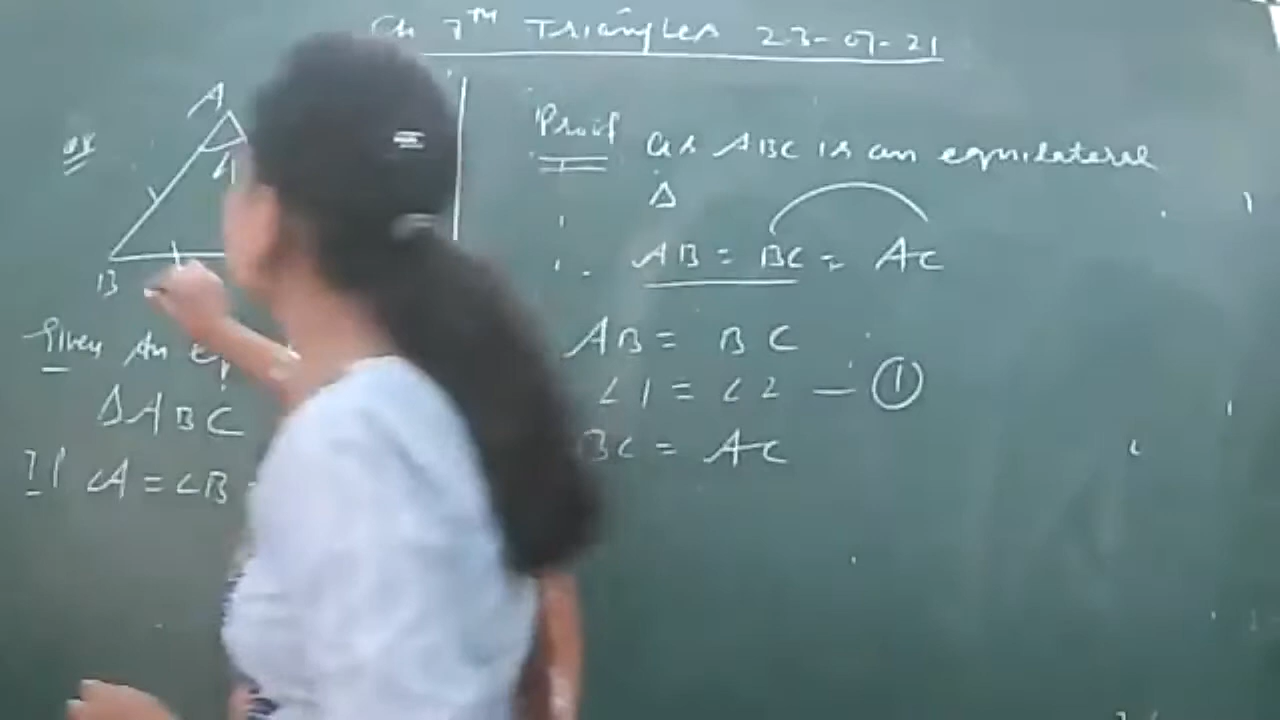 Ch 7TH Triangles 23-07-21
A
B
Given An eq
ΔABC
∠A = ∠B
Proof as ABC is an equilateral
Δ
AB = BC = AC
AB = BC
∠1 = ∠2 — ①
BC = AC